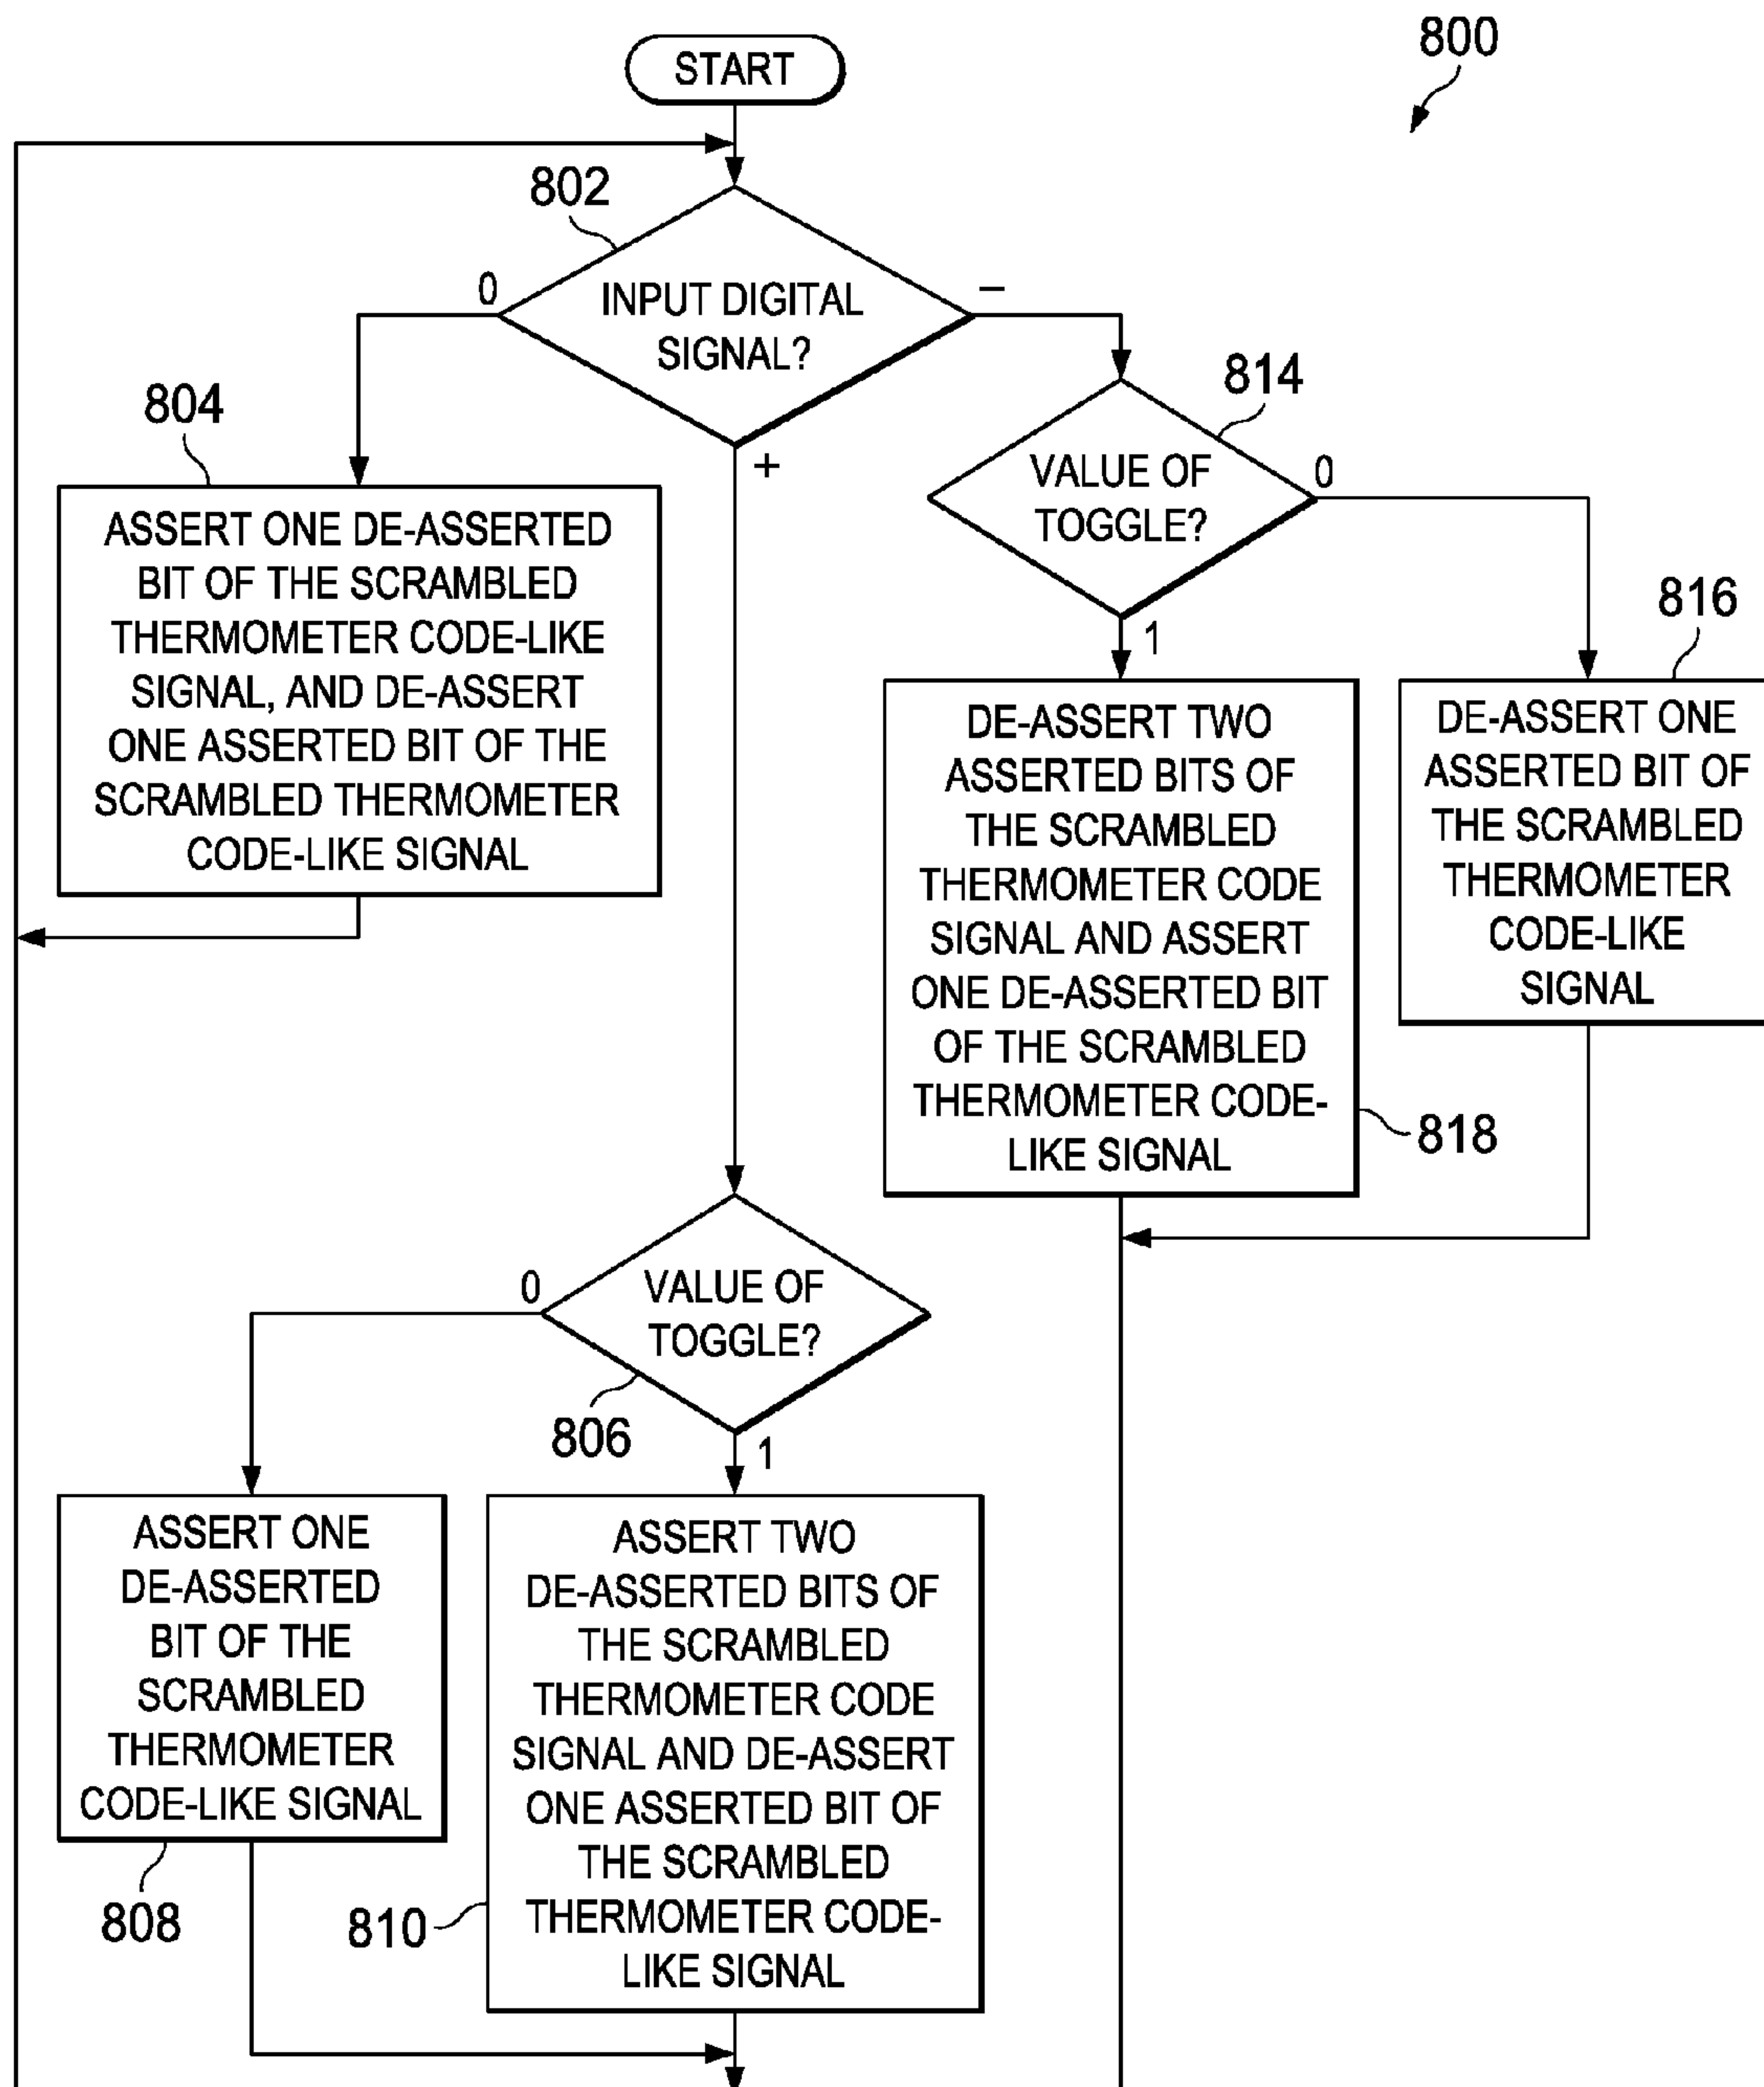 800
START
802
0
INPUT DIGITAL
SIGNAL?
−
+
804
ASSERT ONE DE-ASSERTED
BIT OF THE SCRAMBLED
THERMOMETER CODE-LIKE
SIGNAL, AND DE-ASSERT
ONE ASSERTED BIT OF THE
SCRAMBLED THERMOMETER
CODE-LIKE SIGNAL
814
VALUE OF
TOGGLE?
0
1
816
DE-ASSERT ONE
ASSERTED BIT OF
THE SCRAMBLED
THERMOMETER
CODE-LIKE
SIGNAL
DE-ASSERT TWO
ASSERTED BITS OF
THE SCRAMBLED
THERMOMETER CODE
SIGNAL AND ASSERT
ONE DE-ASSERTED BIT
OF THE SCRAMBLED
THERMOMETER CODE-
LIKE SIGNAL
818
0
VALUE OF
TOGGLE?
806
1
ASSERT ONE
DE-ASSERTED
BIT OF THE
SCRAMBLED
THERMOMETER
CODE-LIKE SIGNAL
808
ASSERT TWO
DE-ASSERTED BITS OF
THE SCRAMBLED
THERMOMETER CODE
SIGNAL AND DE-ASSERT
ONE ASSERTED BIT OF
THE SCRAMBLED
THERMOMETER CODE-
LIKE SIGNAL
810